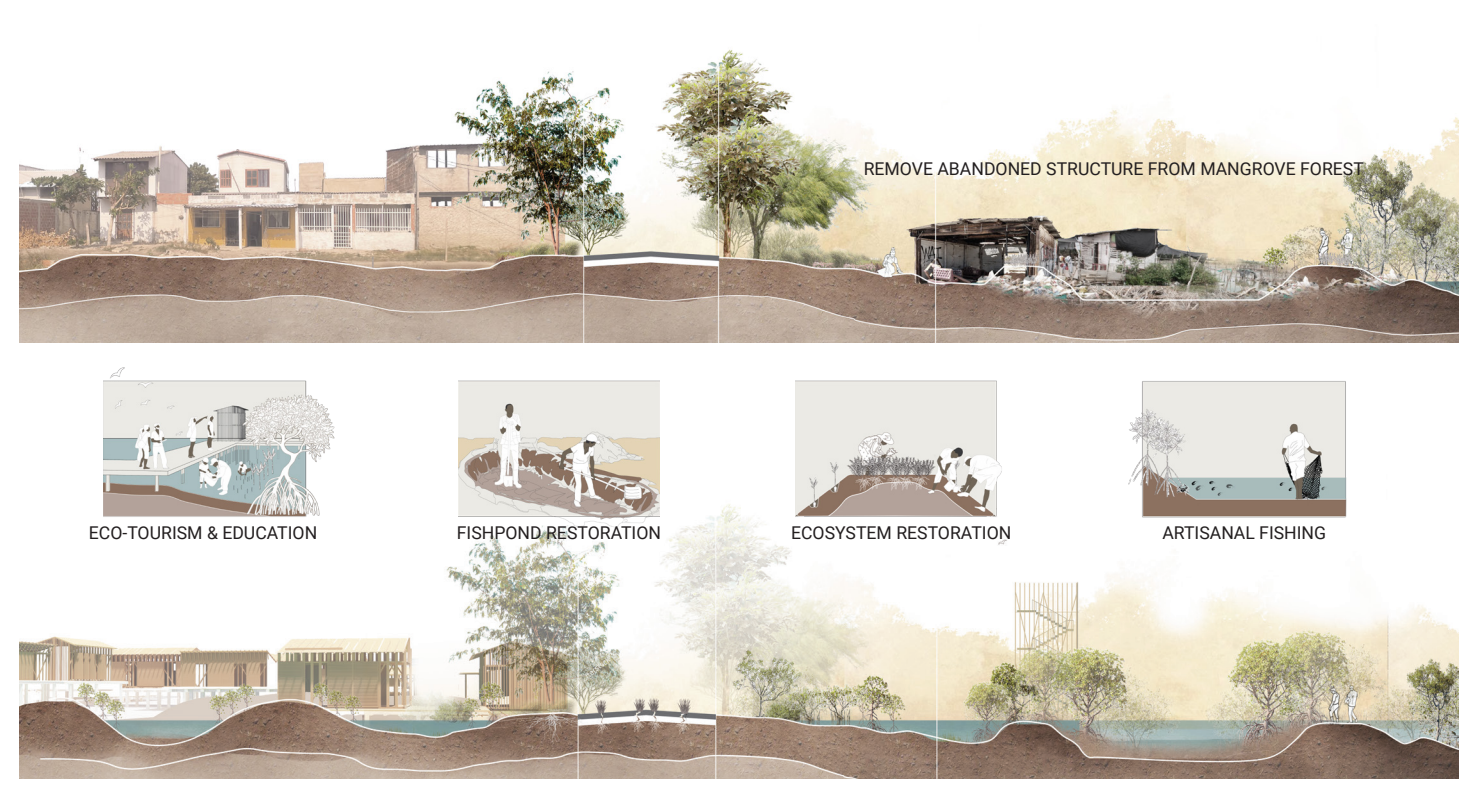 REMOVE ABANDONED STRUCTURE FROM MANGROVE FOREST
ECO-TOURISM & EDUCATION
FISHPOND RESTORATION
ECOSYSTEM RESTORATION
ARTISANAL FISHING